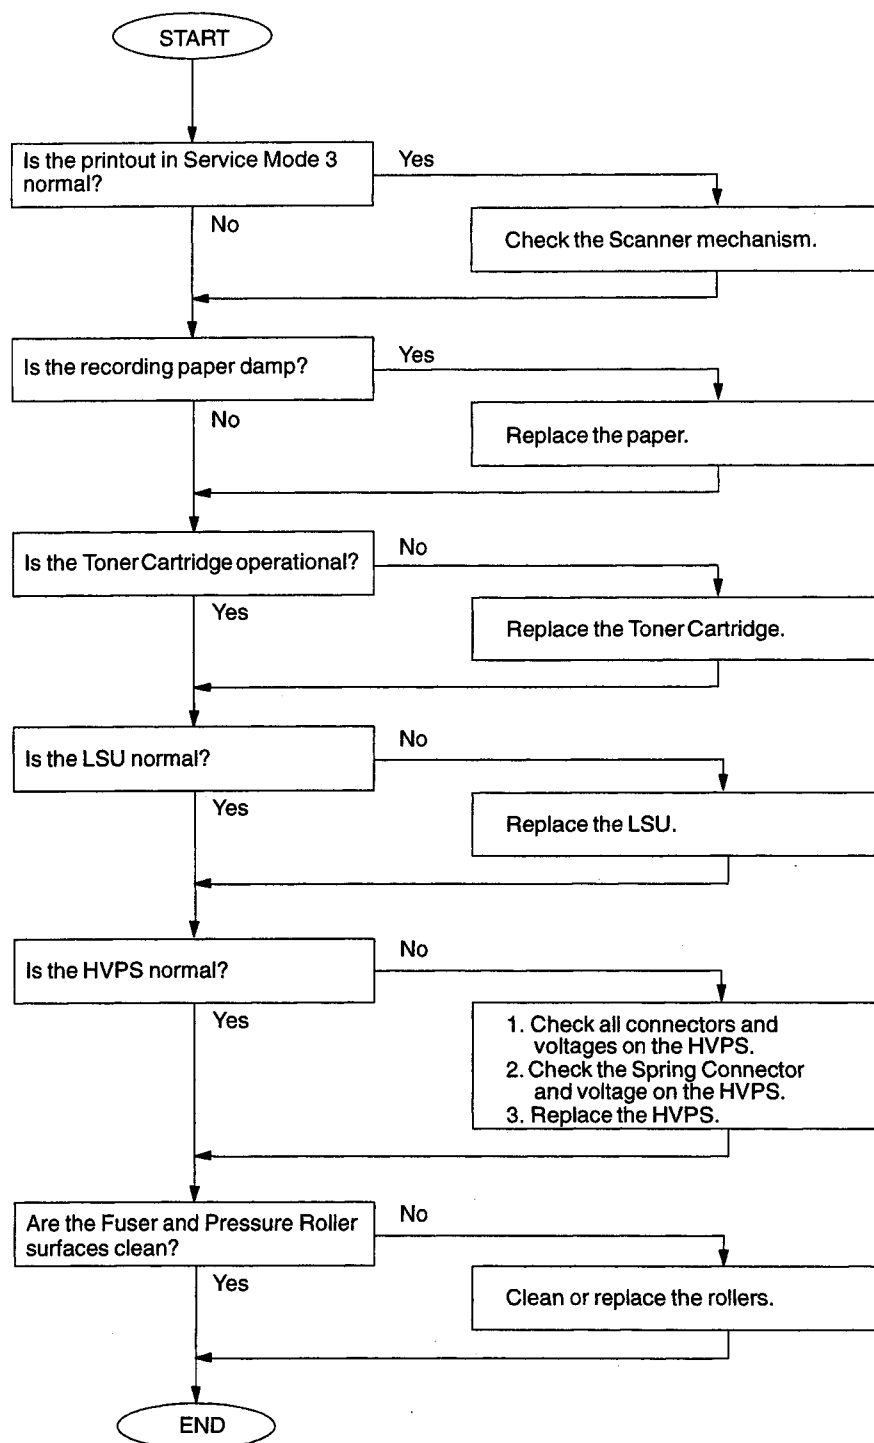 START
Is the printout in Service Mode 3
normal?
Yes
No
Check the Scanner mechanism.
Is the recording paper damp?
Yes
No
Replace the paper.
Is the Toner Cartridge operational?
No
Yes
Replace the Toner Cartridge.
Is the LSU normal?
No
Yes
Replace the LSU.
Is the HVPS normal?
No
Yes
1. Check all connectors and
voltages on the HVPS.
2. Check the Spring Connector
and voltage on the HVPS.
3. Replace the HVPS.
Are the Fuser and Pressure Roller
surfaces clean?
No
Yes
Clean or replace the rollers.
END